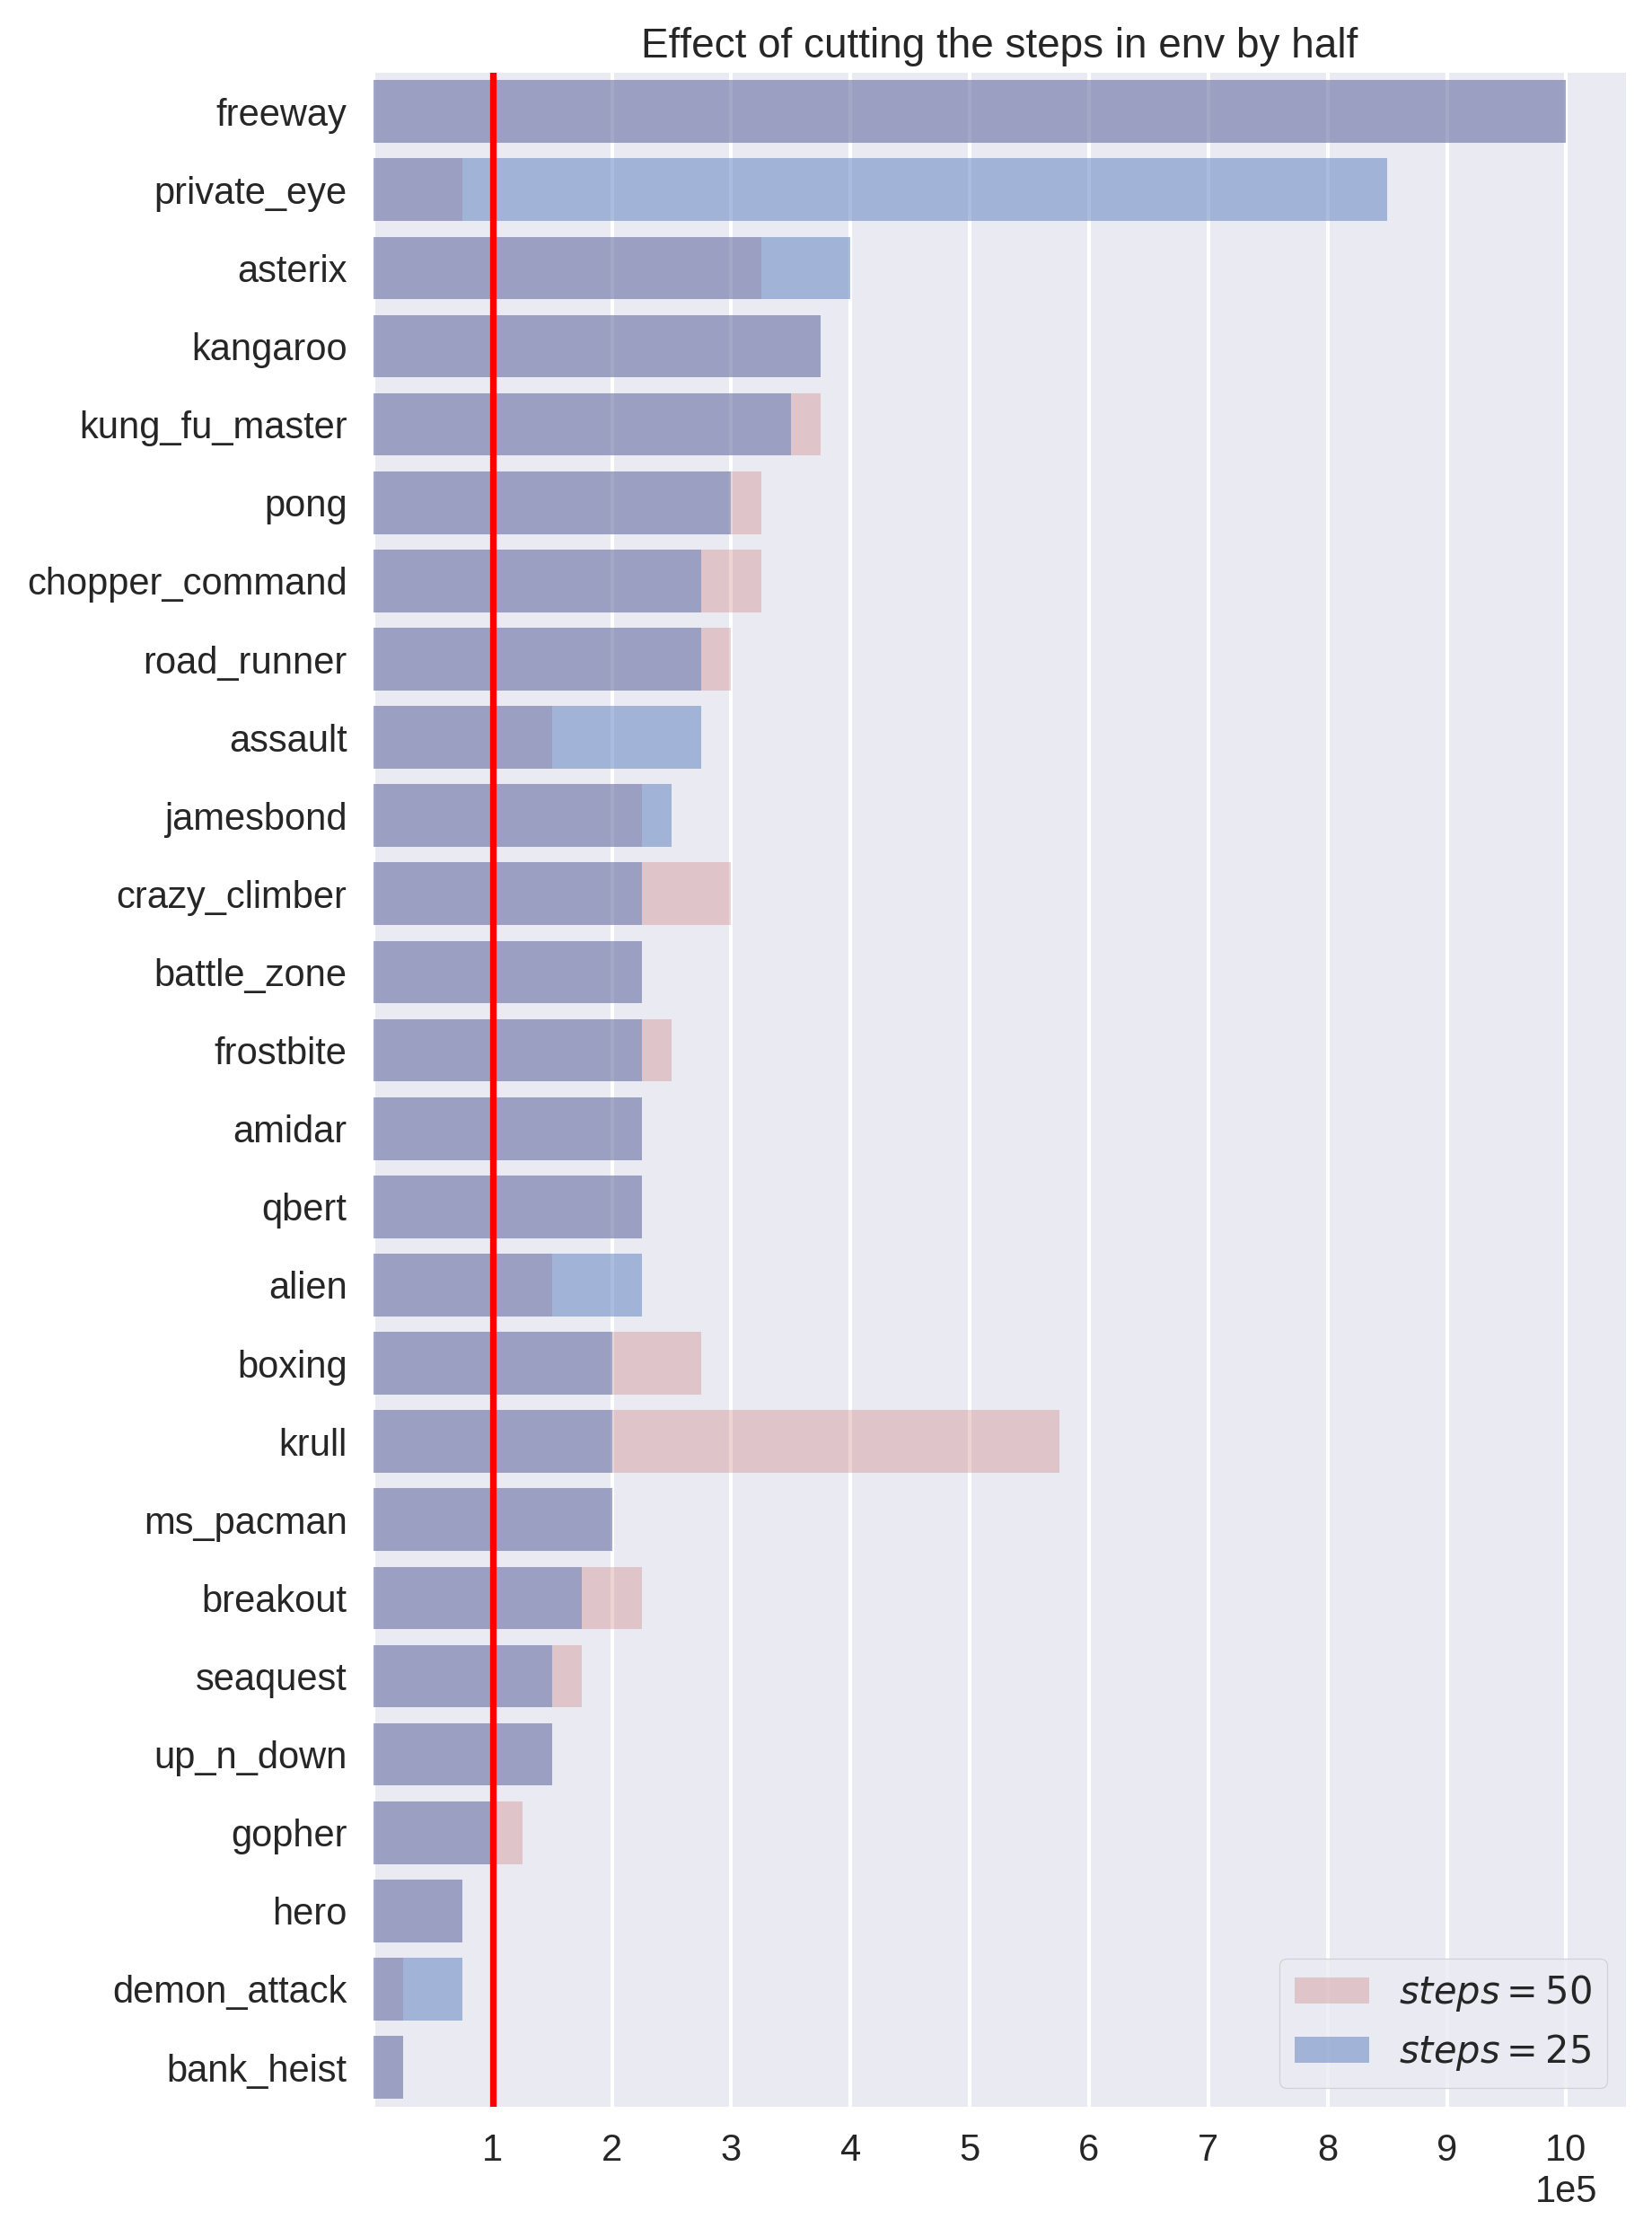 Effect of cutting the steps in env by half
freeway
private_eye
asterix
kangaroo
kung_fu_master
pong
chopper_command
road_runner
assault
jamesbond
crazy_climber
battle_zone
frostbite
amidar
qbert
alien
boxing
krull
ms_pacman
breakout
seaquest
up_n_down
gopher
hero
demon_attack
bank_heist
steps = 50
steps = 25
1 2 3 4 5 6 7 8 9 10
1e5